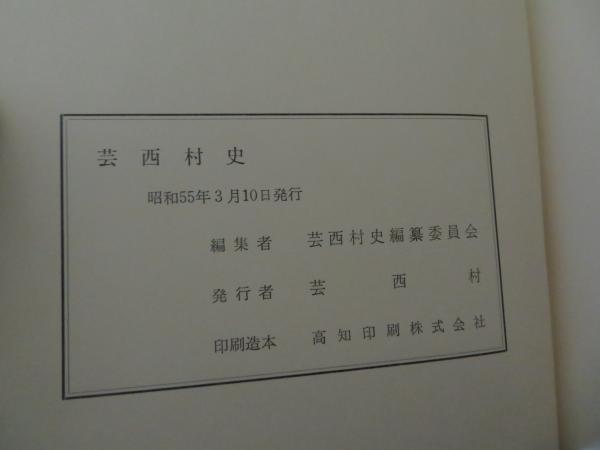 芸西村史
昭和55年3月10日発行
編集者 芸西村史編纂委員会
発行者 芸西村
印刷造本 高知印刷株式会社